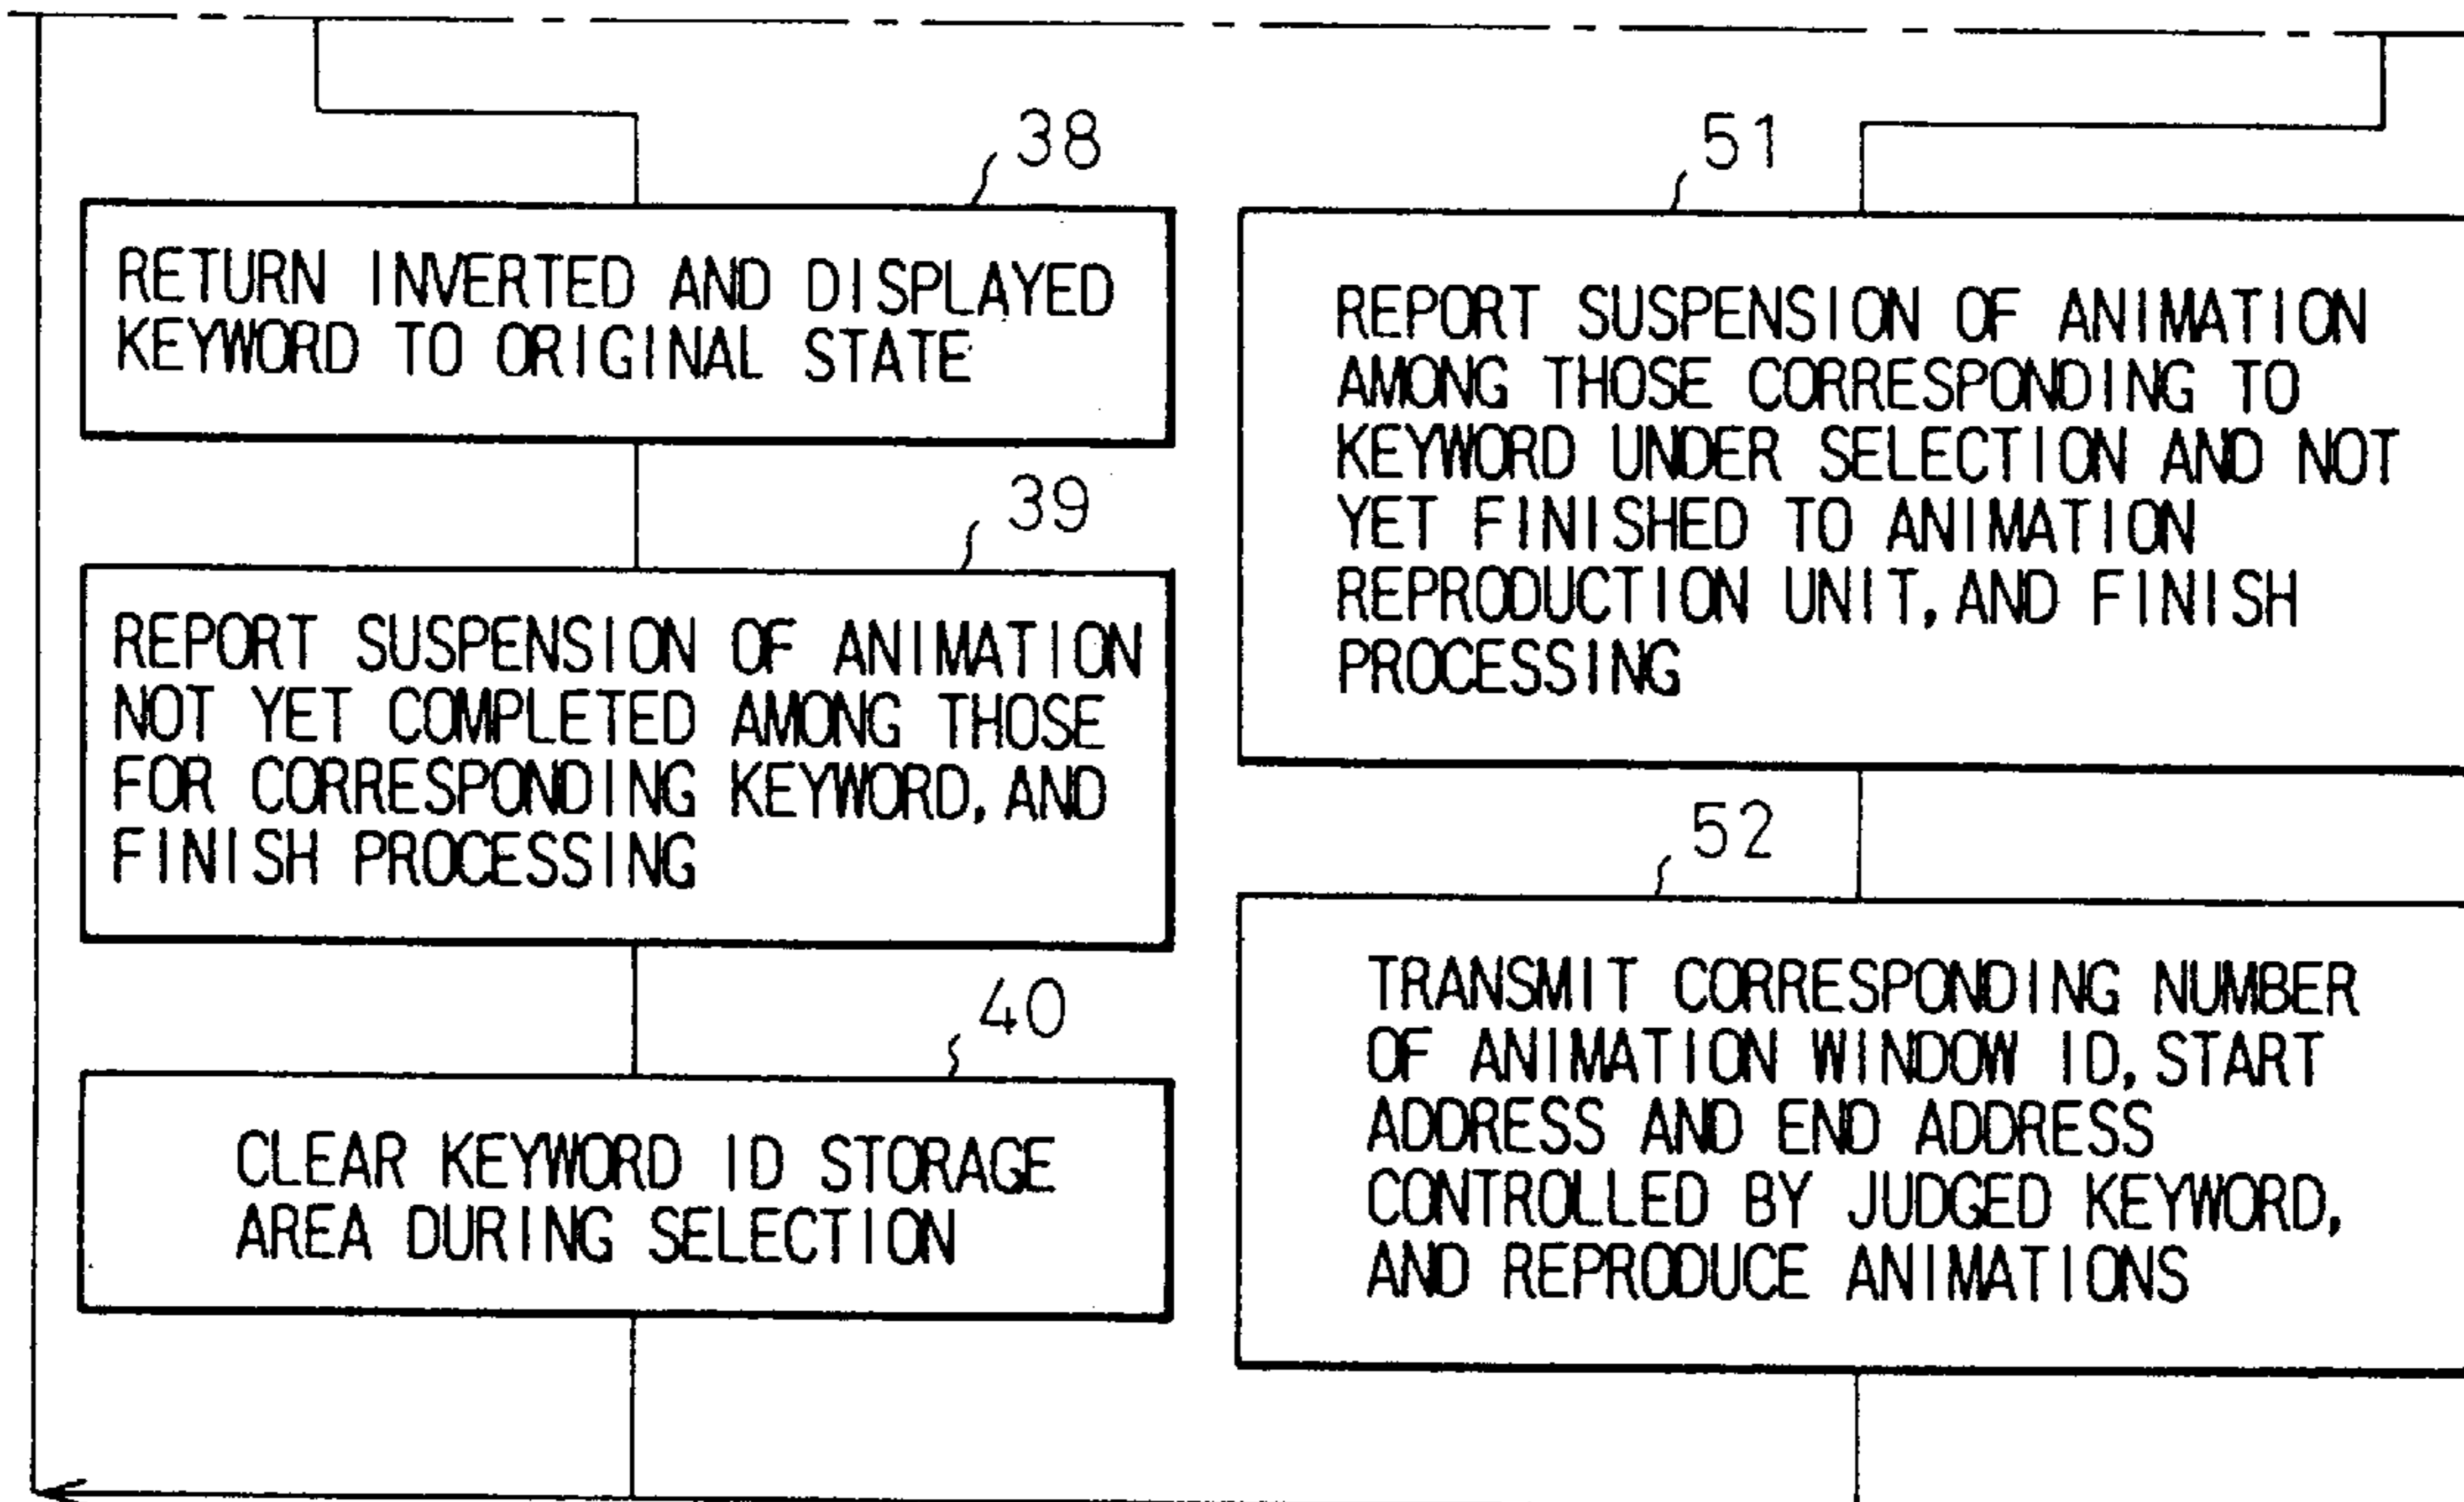 38
RETURN INVERTED AND DISPLAYED
KEYWORD TO ORIGINAL STATE
39
REPORT SUSPENSION OF ANIMATION
NOT YET COMPLETED AMONG THOSE
FOR CORRESPONDING KEYWORD, AND
FINISH PROCESSING
40
CLEAR KEYWORD ID STORAGE
AREA DURING SELECTION
51
REPORT SUSPENSION OF ANIMATION
AMONG THOSE CORRESPONDING TO
KEYWORD UNDER SELECTION AND NOT
YET FINISHED TO ANIMATION
REPRODUCTION UNIT, AND FINISH
PROCESSING
52
TRANSMIT CORRESPONDING NUMBER
OF ANIMATION WINDOW ID, START
ADDRESS AND END ADDRESS
CONTROLLED BY JUDGED KEYWORD,
AND REPRODUCE ANIMATIONS